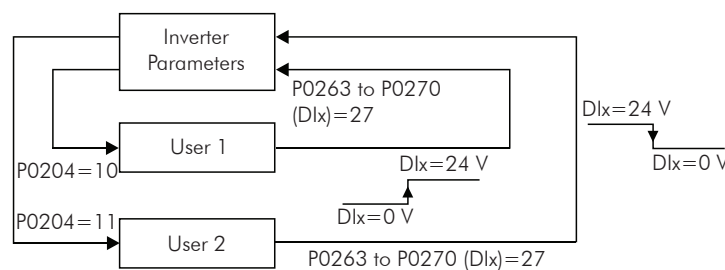 Inverter
Parameters
P0263 to P0270
(DIx)=27
DIx=24 V
User 1
DIx=0 V
P0204=10
DIx=24 V
DIx=0 V
P0204=11
User 2
P0263 to P0270 (DIx)=27